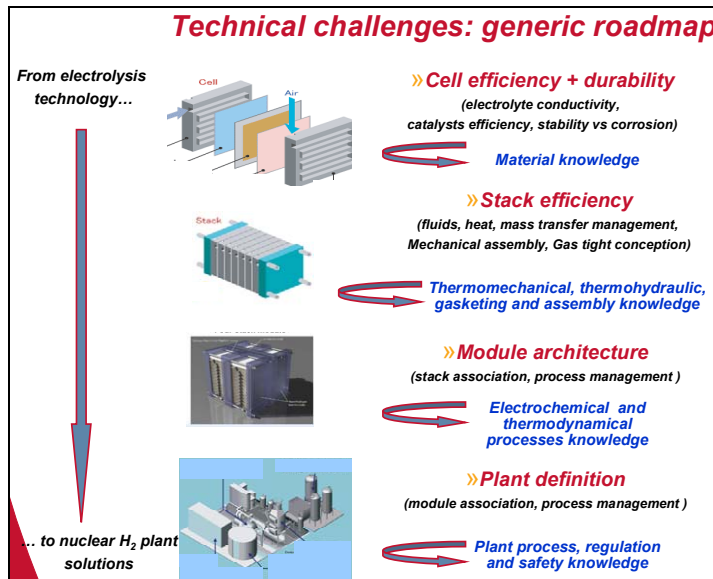 Technical challenges: generic roadmap
From electrolysis
technology…
Cell
Air
»Cell efficiency + durability
(electrolyte conductivity,
catalysts efficiency, stability vs corrosion)
Material knowledge
Stack
»Stack efficiency
(fluids, heat, mass transfer management,
Mechanical assembly, Gas tight conception)
Thermomechanical, thermohydraulic,
gasketing and assembly knowledge
»Module architecture
(stack association, process management )
Electrochemical and
thermodynamical
processes knowledge
»Plant definition
(module association, process management )
… to nuclear H₂ plant
solutions
Plant process, regulation
and safety knowledge